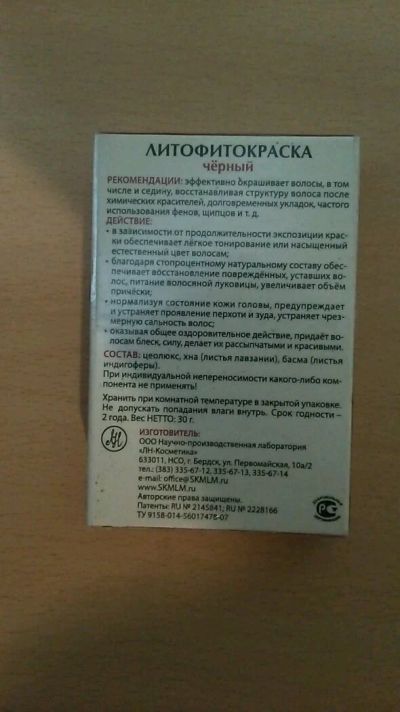 ЛИТОФИТОКРАСКА
чёрный
РЕКОМЕНДАЦИИ: эффективно окрашивает волосы, в том
числе и седину, восстанавливая структуру волоса после
химических красителей, долговременных укладок, частого
использования фенов, щипцов и т. д.
ДЕЙСТВИЕ:
• в зависимости от продолжительности экспозиции крас-
ки обеспечивает лёгкое тонирование или насыщенный
естественный цвет волосам;
• благодаря стопроцентному натуральному составу обес-
печивает восстановление повреждённых, уставших во-
лос, питание волосяной луковицы, увеличивает объём
прически;
• нормализуя состояние кожи головы, предупреждает
и устраняет проявление перхоти и зуда, устраняет чрез-
мерную сальность волос;
• оказывая общее оздоровительное действие, придаёт во-
лосам блеск, силу, делает их рассыпчатыми и красивыми.
СОСТАВ: цеолюкс, хна (листья лавзании), басма (листья
индигоферы).
При индивидуальной непереносимости какого-либо ком-
понента не применять!
Хранить при комнатной температуре в закрытой упаковке.
Не допускать попадания влаги внутрь. Срок годности –
2 года. Вес НЕТТО: 30 г.
ИЗГОТОВИТЕЛЬ:
ООО Научно-производственная лаборатория
«ЛН-Косметика»
633011, НСО, г. Бердск, ул. Первомайская, 10а/2
тел.: (383) 335-67-12, 335-67-13, 335-67-14
e-mail: office@SKMLM.ru
www.SKMLM.ru
Авторские права защищены.
Патенты: RU № 2145841; RU № 2228166
ТУ 9158-014-56017478-07